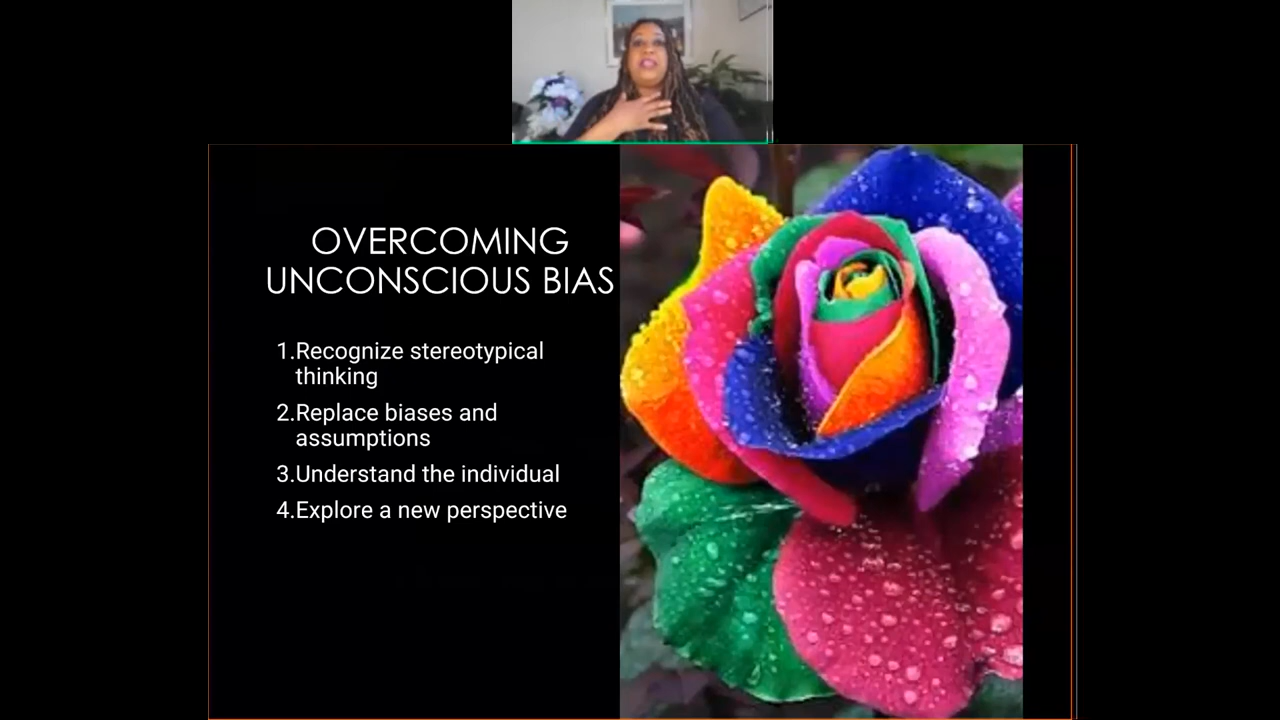 OVERCOMING
UNCONSCIOUS BIAS
1.Recognize stereotypical
thinking
2.Replace biases and
assumptions
3.Understand the individual
4.Explore a new perspective